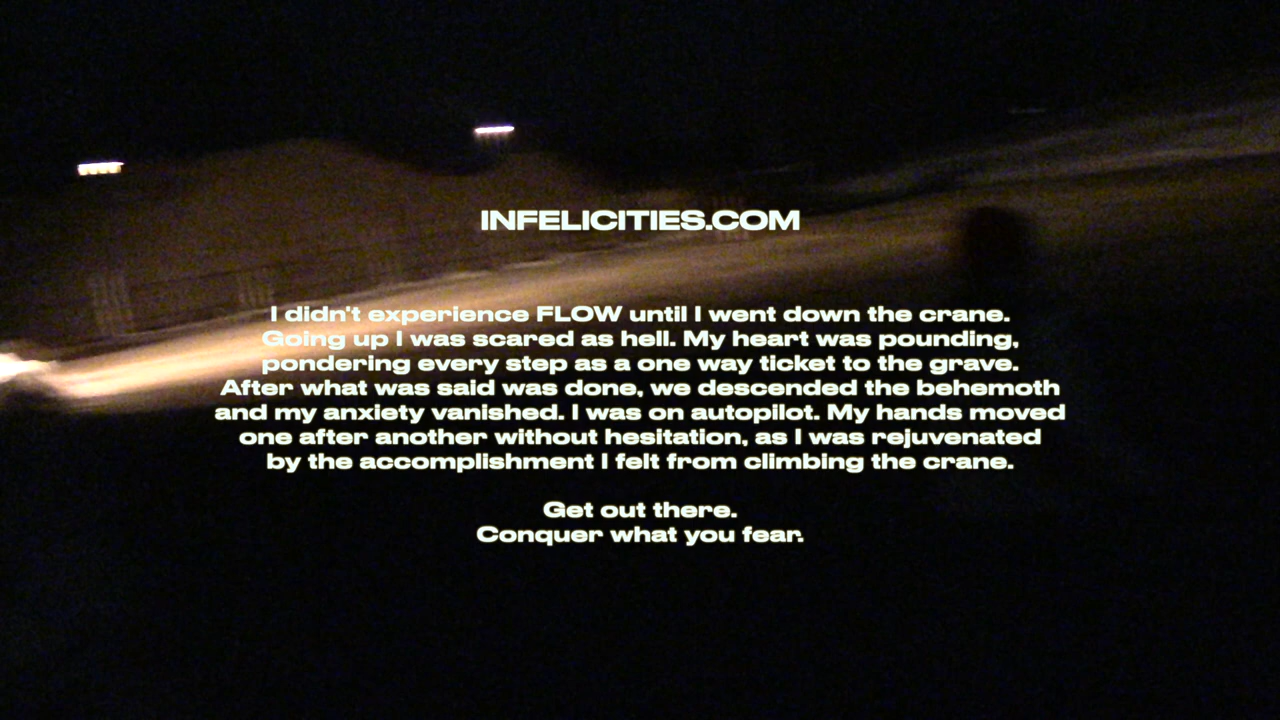 INFELICITIES.COM
I didn't experience FLOW until I went down the crane.
Going up I was scared as hell. My heart was pounding,
pondering every step as a one way ticket to the grave.
After what was said was done, we descended the behemoth
and my anxiety vanished. I was on autopilot. My hands moved
one after another without hesitation, as I was rejuvenated
by the accomplishment I felt from climbing the crane.
Get out there.
Conquer what you fear.